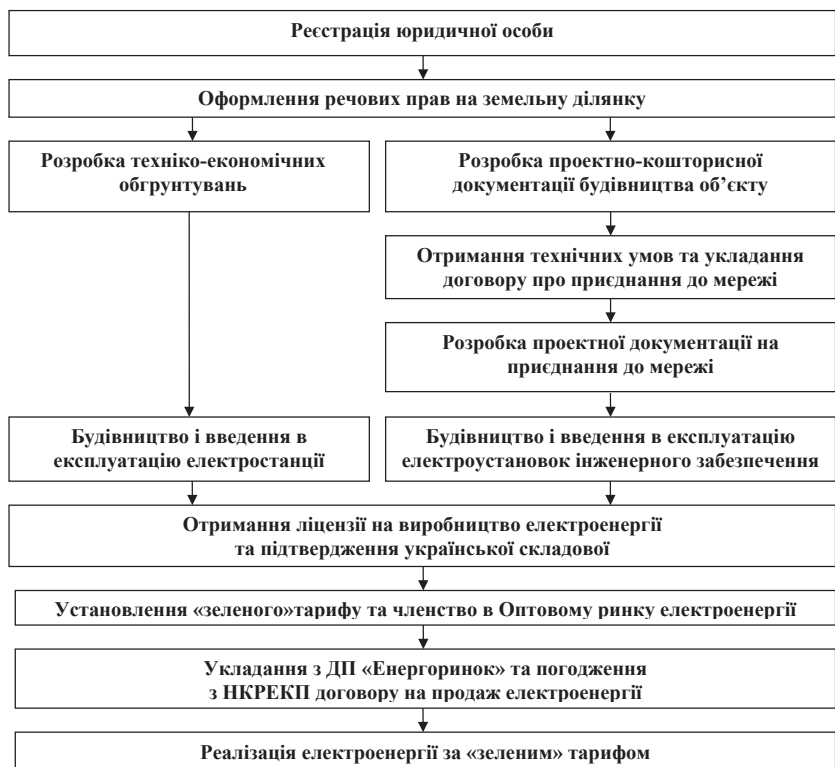 Реєстрація юридичної особи
Оформлення речових прав на земельну ділянку
Розробка техніко-економічних
обгрунтувань
Розробка проектно-кошторисної
документації будівництва об’єкту
Отримання технічних умов та укладання
договору про приєднання до мережі
Розробка проектної документації на
приєднання до мережі
Будівництво і введення в
експлуатацію електростанції
Будівництво і введення в експлуатацію
електроустановок інженерного забезпечення
Отримання ліцензії на виробництво електроенергії
та підтвердження української складової
Установлення «зеленого»тарифу та членство в Оптовому ринку електроенергії
Укладання з ДП «Енергоринок» та погодження
з НКРЕКП договору на продаж електроенергії
Реалізація електроенергії за «зеленим» тарифом